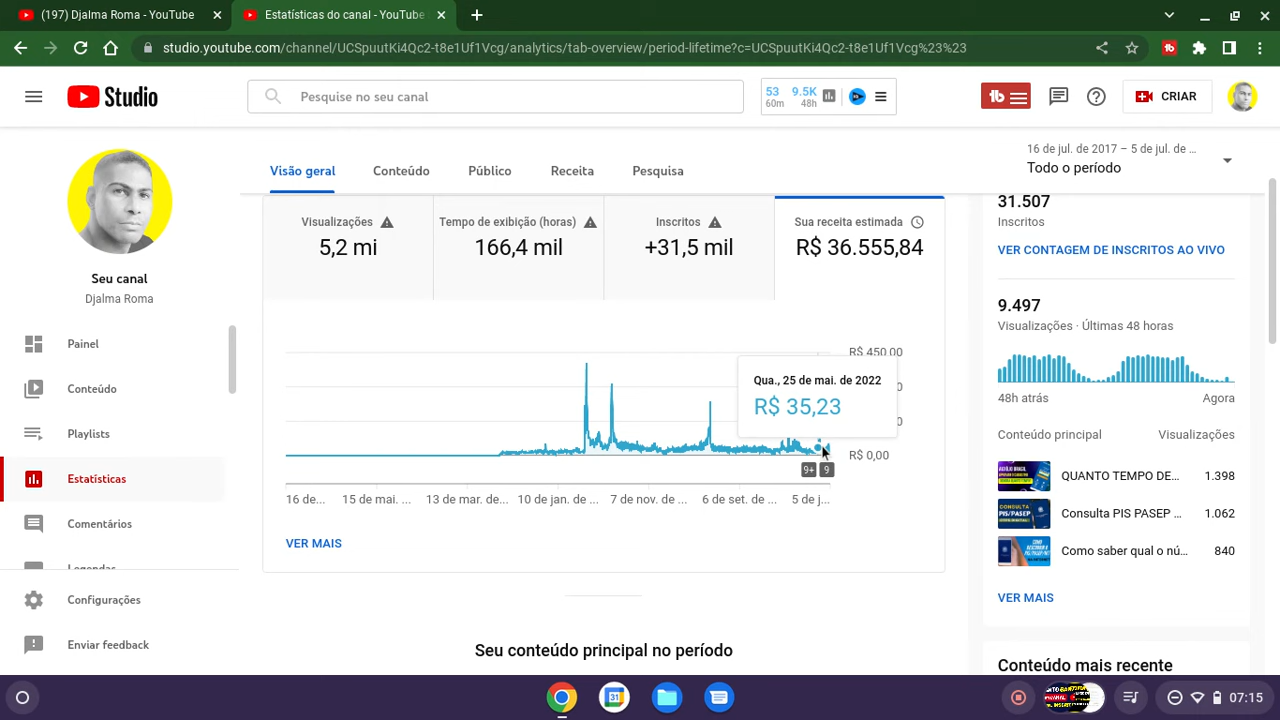 (197) Djalma Roma - YouTube
Estatísticas do canal - YouTube
studio.youtube.com/channel/UCSpuutKi4Qc2-t8e1Uf1Vcg/analytics/tab-overview/period-lifetime?c=UCSpuutKi4Qc2-t8e1Uf1Vcg%23%23
Studio
Pesquise no seu canal
53
60m
9.5K
48h
CRIAR
16 de jul. de 2017 – 5 de jul. de ...
Todo o período
Visão geral
Conteúdo
Público
Receita
Pesquisa
Seu canal
Djalma Roma
Painel
Conteúdo
Playlists
Estatísticas
Comentários
Legendas
Configurações
Enviar feedback
Visualizações
5,2 mi
Tempo de exibição (horas)
166,4 mil
Inscritos
+31,5 mil
Sua receita estimada
R$ 36.555,84
R$ 450,00
Qua., 25 de mai. de 2022
R$ 35,23
R$ 0,00
9+
9
16 de...
15 de mai. ...
13 de mar. de...
10 de jan. de ...
7 de nov. de ...
6 de set. de ...
5 de j...
VER MAIS
Seu conteúdo principal no período
31.507
Inscritos
VER CONTAGEM DE INSCRITOS AO VIVO
9.497
Visualizações · Últimas 48 horas
48h atrás
Agora
Conteúdo principal
Visualizações
QUANTO TEMPO DE...
1.398
Consulta PIS PASEP ...
1.062
Como saber qual o nú...
840
VER MAIS
Conteúdo mais recente
31
07:15